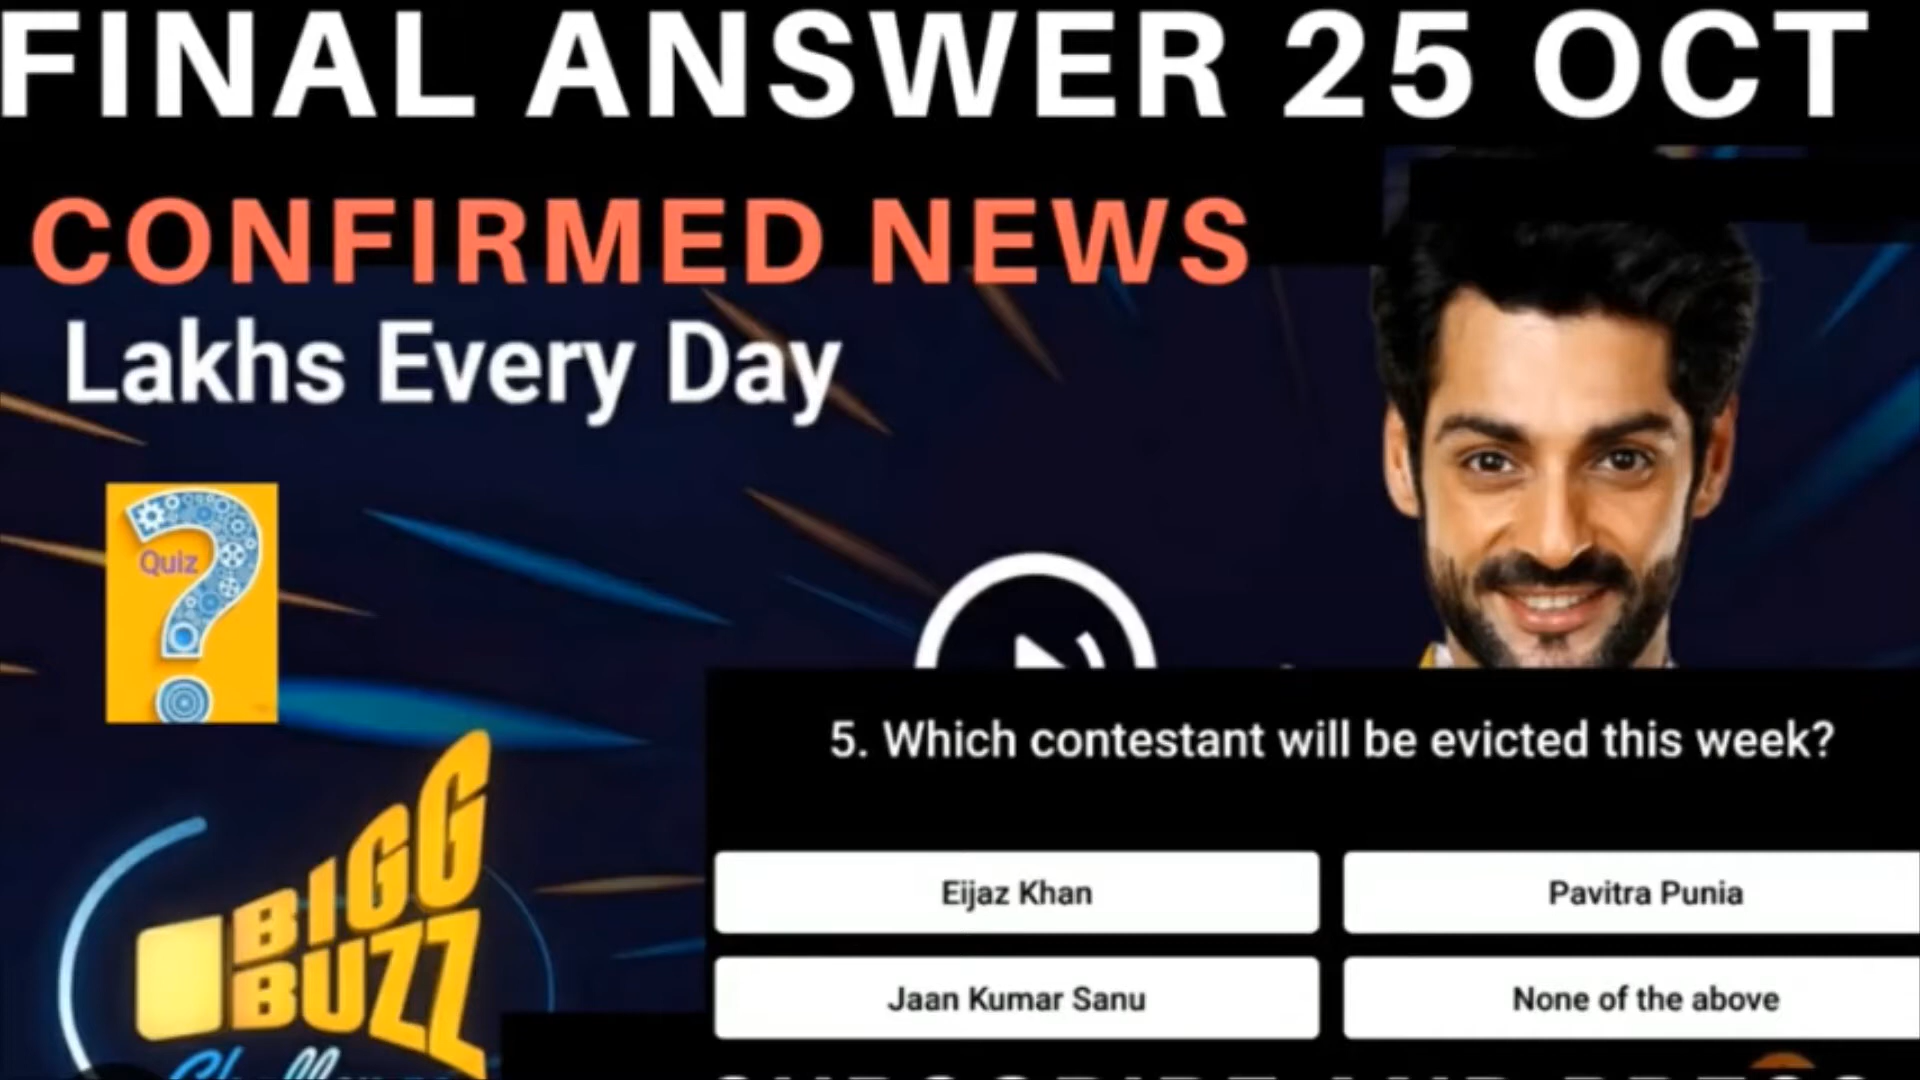 FINAL ANSWER 25 OCT
CONFIRMED NEWS
Lakhs Every Day
Quiz
BIGG
BUZZ
5. Which contestant will be evicted this week?
Eijaz Khan
Pavitra Punia
Jaan Kumar Sanu
None of the above